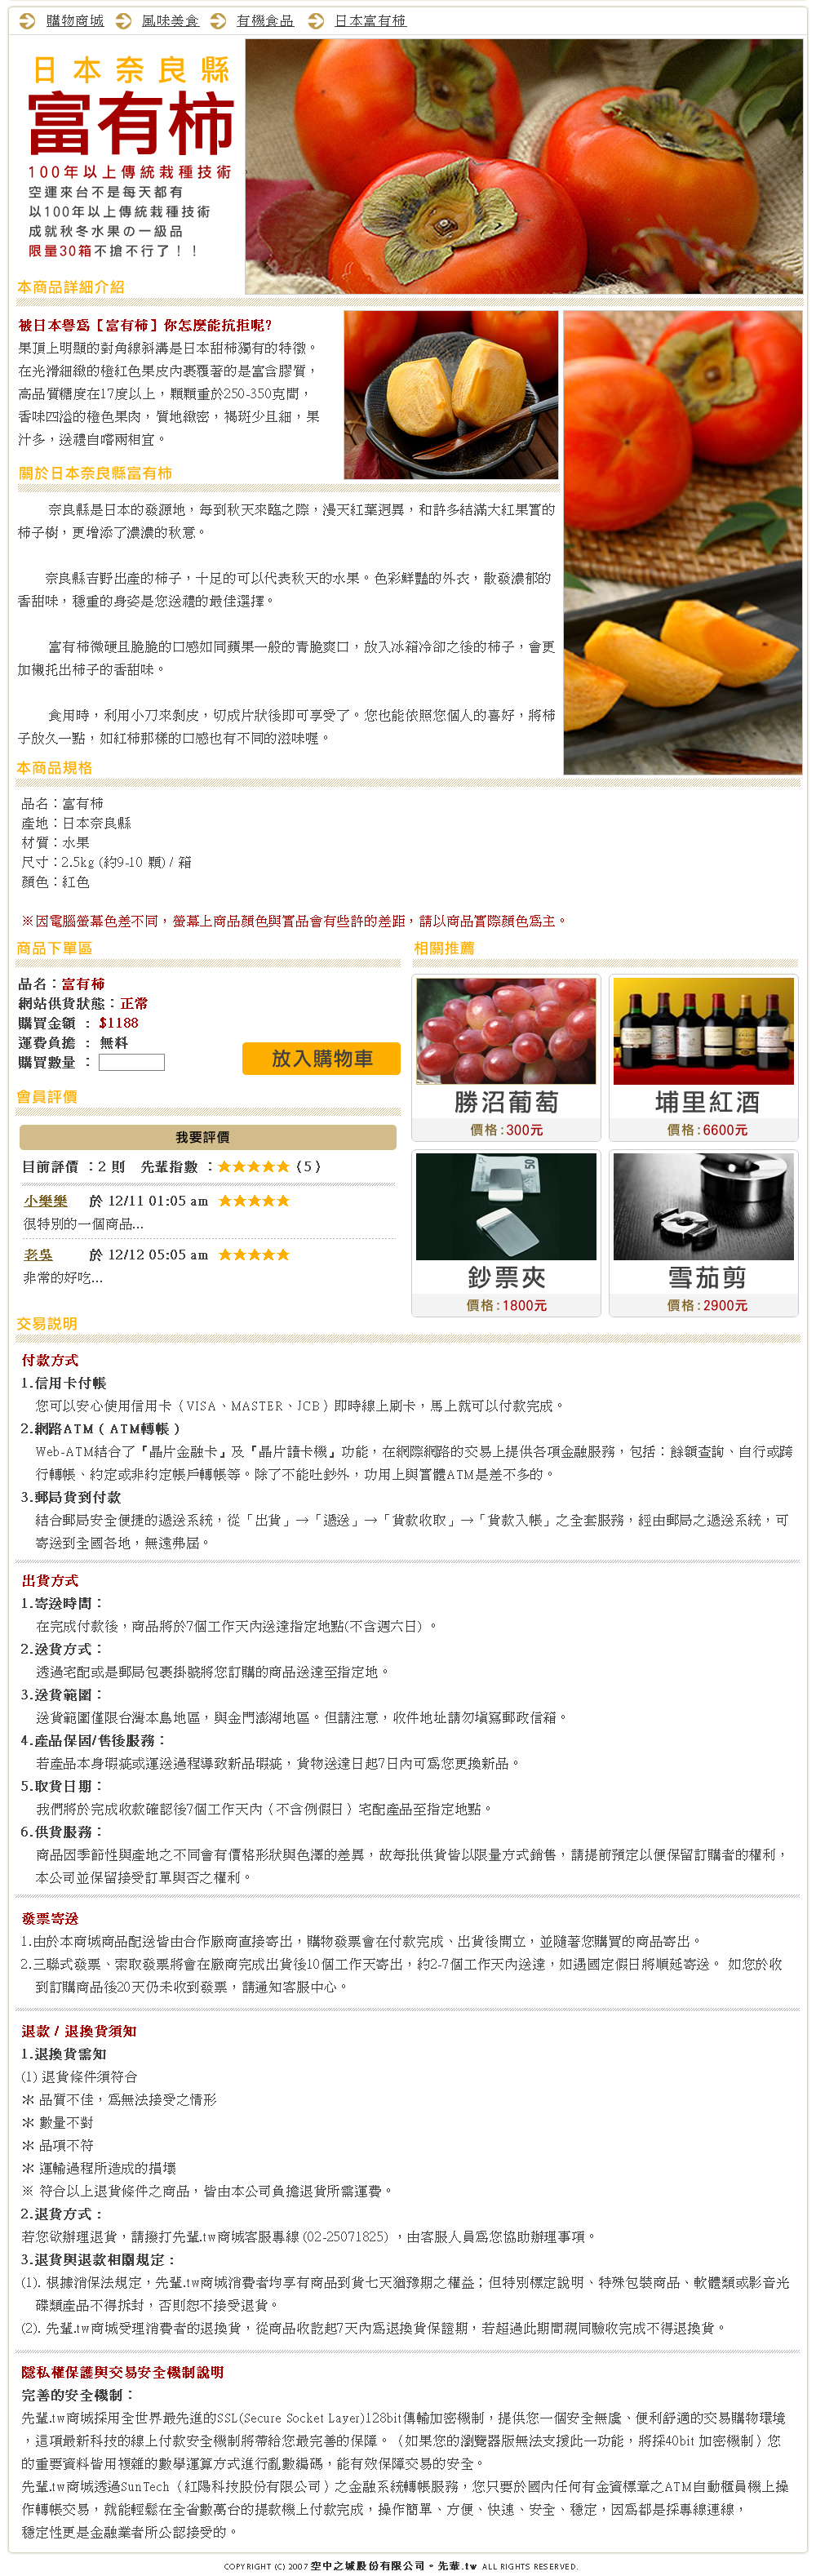 購物商城 風味美食 有機食品 日本富有柿
日本奈良縣
富有柿
100年以上傳統栽種技術
空運來台不是每天都有
以100年以上傳統栽種技術
成就秋冬水果の一級品
限量30箱不搶不行了！！
本商品詳細介紹
被日本譽為［富有柿］你怎麼能抗拒呢?
果頂上明顯的對角線斜溝是日本甜柿獨有的特徵。
在光滑細緻的橙紅色果皮內裹覆著的是富含膠質，
高品質糖度在17度以上，顆顆重於250-350克間，
香味四溢的橙色果肉，質地緻密，褐斑少且細，果
汁多，送禮自嚐兩相宜。
關於日本奈良縣富有柿
奈良縣是日本的發源地，每到秋天來臨之際，漫天紅葉迥異，和許多結滿大紅果實的
柿子樹，更增添了濃濃的秋意。
奈良縣吉野出產的柿子，十足的可以代表秋天的水果。色彩鮮豔的外衣，散發濃郁的
香甜味，穩重的身姿是您送禮的最佳選擇。
富有柿微硬且脆脆的口感如同蘋果一般的青脆爽口，放入冰箱冷卻之後的柿子，會更
加襯托出柿子的香甜味。
食用時，利用小刀來剝皮，切成片狀後即可享受了。您也能依照您個人的喜好，將柿
子放久一點，如紅柿那樣的口感也有不同的滋味喔。
本商品規格
品名：富有柿
產地：日本奈良縣
材質：水果
尺寸：2.5kg (約9-10 顆) / 箱
顏色：紅色
※因電腦螢幕色差不同，螢幕上商品顏色與實品會有些許的差距，請以商品實際顏色為主。
商品下單區
品名：富有柿
網站供貨狀態：正常
購買金額 : $1188
運費負擔 : 無料
購買數量 :
放入購物車
相關推薦
勝沼葡萄 埔里紅酒
價格：300元 價格：6600元
鈔票夾 雪茄剪
價格：1800元 價格：2900元
會員評價
我要評價
目前評價 ：2 則 先輩指數 ：★★★★★（5）
小樂樂 於 12/11 01:05 am ★★★★★
很特別的一個商品...
老吳 於 12/12 05:05 am ★★★★★
非常的好吃...
交易說明
付款方式
1.信用卡付帳
您可以安心使用信用卡（VISA、MASTER、JCB）即時線上刷卡，馬上就可以付款完成。
2.網路ATM（ ATM轉帳 ）
Web-ATM結合了『晶片金融卡』及『晶片讀卡機』功能，在網際網路的交易上提供各項金融服務，包括：餘額查詢、自行或跨
行轉帳、約定或非約定帳戶轉帳等。除了不能吐鈔外，功用上與實體ATM是差不多的。
3.郵局貨到付款
結合郵局安全便捷的遞送系統，從「出貨」→「遞送」→「貨款收取」→「貨款入帳」之全套服務，經由郵局之遞送系統，可
寄送到全國各地，無遠弗屆。
出貨方式
1.寄送時間：
在完成付款後，商品將於7個工作天內送達指定地點(不含週六日) 。
2.送貨方式：
透過宅配或是郵局包裹掛號將您訂購的商品送達至指定地。
3.送貨範圍：
送貨範圍僅限台灣本島地區，與金門澎湖地區。但請注意，收件地址請勿填寫郵政信箱。
4.產品保固/售後服務：
若產品本身瑕疵或運送過程導致新品瑕疵，貨物送達日起7日內可為您更換新品。
5.取貨日期：
我們將於完成收款確認後7個工作天內（不含例假日）宅配產品至指定地點。
6.供貨服務：
商品因季節性與產地之不同會有價格形狀與色澤的差異，故每批供貨皆以限量方式銷售，請提前預定以便保留訂購者的權利，
本公司並保留接受訂單與否之權利。
發票寄送
1.由於本商城商品配送皆由合作廠商直接寄出，購物發票會在付款完成、出貨後開立，並隨著您購買的商品寄出。
2.三聯式發票、索取發票將會在廠商完成出貨後10個工作天寄出，約2-7個工作天內送達，如遇國定假日將順延寄送。 如您於收
到訂購商品後20天仍未收到發票，請通知客服中心。
退款 / 退換貨須知
1.退換貨需知
(1) 退貨條件須符合
＊ 品質不佳，為無法接受之情形
＊ 數量不對
＊ 品項不符
＊ 運輸過程所造成的損壞
※ 符合以上退貨條件之商品，皆由本公司負擔退貨所需運費。
2.退貨方式：
若您欲辦理退貨，請撥打先輩.tw商城客服專線 (02-25071825) ，由客服人員為您協助辦理事項。
3.退貨與退款相關規定：
(1). 根據消保法規定，先輩.tw商城消費者均享有商品到貨七天猶豫期之權益；但特別標定說明、特殊包裝商品、軟體類或影音光
碟類產品不得拆封，否則恕不接受退貨。
(2). 先輩.tw商城受理消費者的退換貨，從商品收訖起7天內為退換貨保證期，若超過此期間視同驗收完成不得退換貨。
隱私權保護與交易安全機制說明
完善的安全機制：
先輩.tw商城採用全世界最先進的SSL(Secure Socket Layer)128bit傳輸加密機制，提供您一個安全無虞、便利舒適的交易購物環境
，這項最新科技的線上付款安全機制將帶給您最完善的保障。（如果您的瀏覽器版無法支援此一功能，將採40bit 加密機制）您
的重要資料皆用複雜的數學運算方式進行亂數編碼，能有效保障交易的安全。
先輩.tw商城透過SunTech（紅陽科技股份有限公司）之金融系統轉帳服務，您只要於國內任何有金資標章之ATM自動櫃員機上操
作轉帳交易，就能輕鬆在全省數萬台的提款機上付款完成，操作簡單、方便、快速、安全、穩定，因為都是採專線連線，
穩定性更是金融業者所公認接受的。
COPYRIGHT (C) 2007 空中之城股份有限公司。先輩.tw ALL RIGHTS RESERVED.